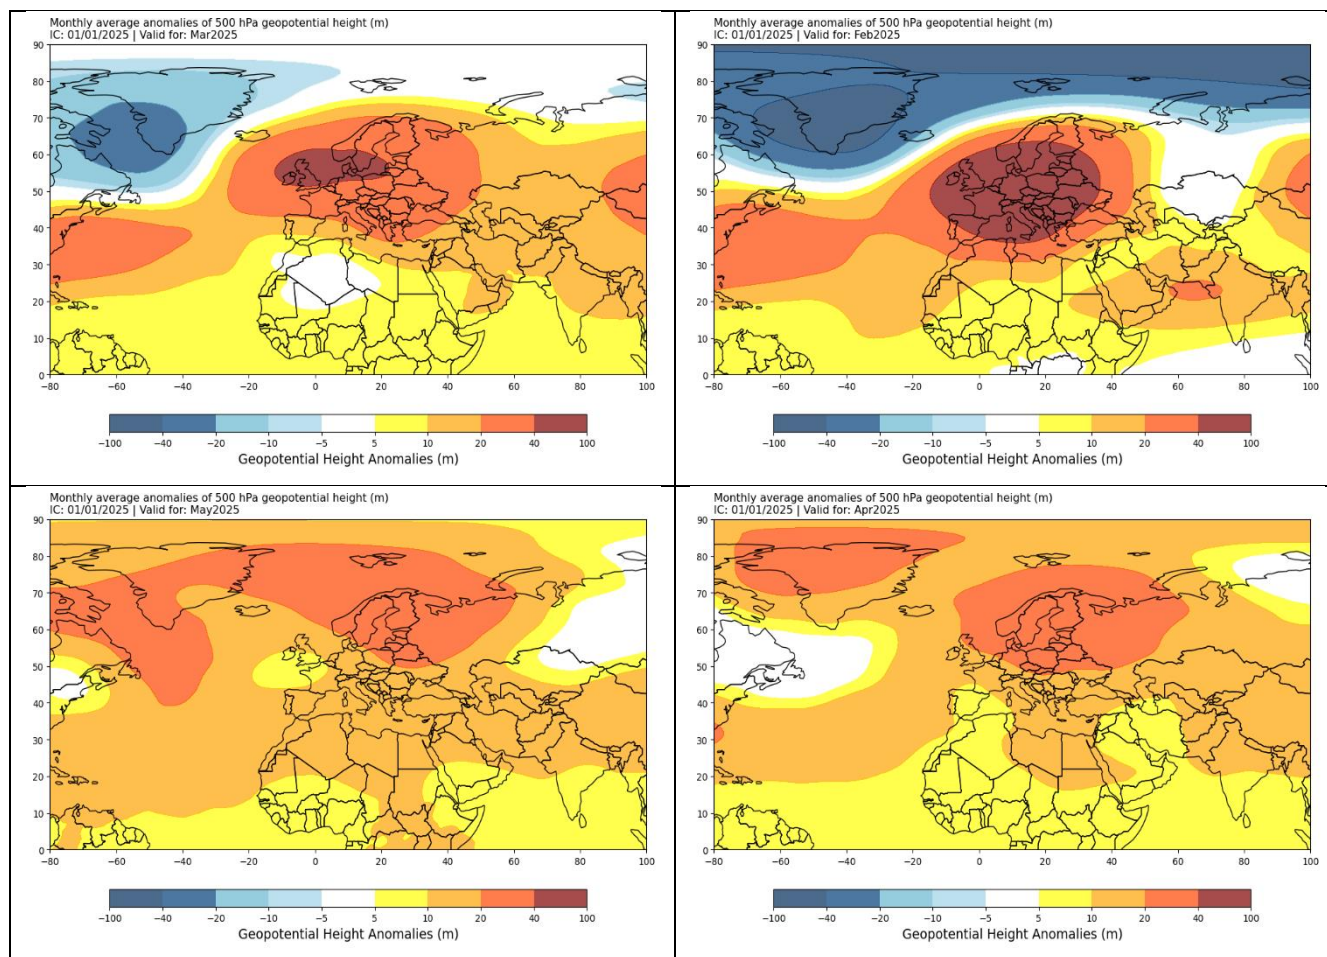 Monthly average anomalies of 500 hPa geopotential height (m)
IC: 01/01/2025 | Valid for: Mar2025
90
80
70
60
50
40
30
20
10
0
−80 −60 −40 −20 0 20 40 60 80 100
−100 −40 −20 −10 −5 5 10 20 40 100
Geopotential Height Anomalies (m)
Monthly average anomalies of 500 hPa geopotential height (m)
IC: 01/01/2025 | Valid for: Feb2025
90
80
70
60
50
40
30
20
10
0
−80 −60 −40 −20 0 20 40 60 80 100
−100 −40 −20 −10 −5 5 10 20 40 100
Geopotential Height Anomalies (m)
Monthly average anomalies of 500 hPa geopotential height (m)
IC: 01/01/2025 | Valid for: May2025
90
80
70
60
50
40
30
20
10
0
−80 −60 −40 −20 0 20 40 60 80 100
−100 −40 −20 −10 −5 5 10 20 40 100
Geopotential Height Anomalies (m)
Monthly average anomalies of 500 hPa geopotential height (m)
IC: 01/01/2025 | Valid for: Apr2025
90
80
70
60
50
40
30
20
10
0
−80 −60 −40 −20 0 20 40 60 80 100
−100 −40 −20 −10 −5 5 10 20 40 100
Geopotential Height Anomalies (m)